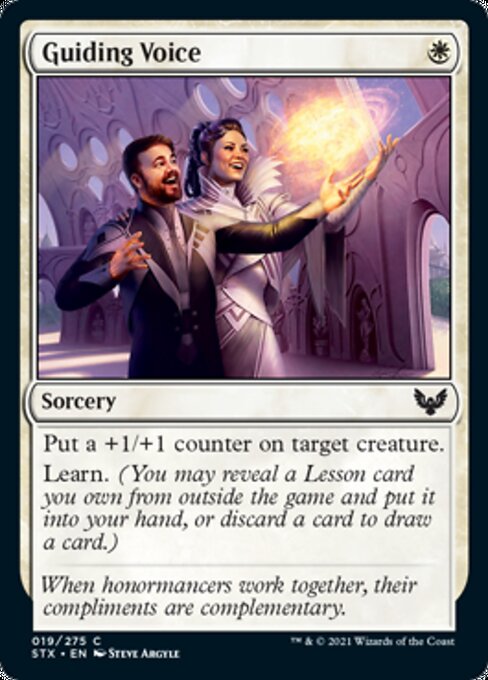 Guiding Voice
Sorcery
Put a +1/+1 counter on target creature.
Learn. (You may reveal a Lesson card
you own from outside the game and put it
into your hand, or discard a card to draw
a card.)
When honormancers work together, their
compliments are complementary.
019/275 C
STX • EN Steve Argyle
™ & © 2021 Wizards of the Coast